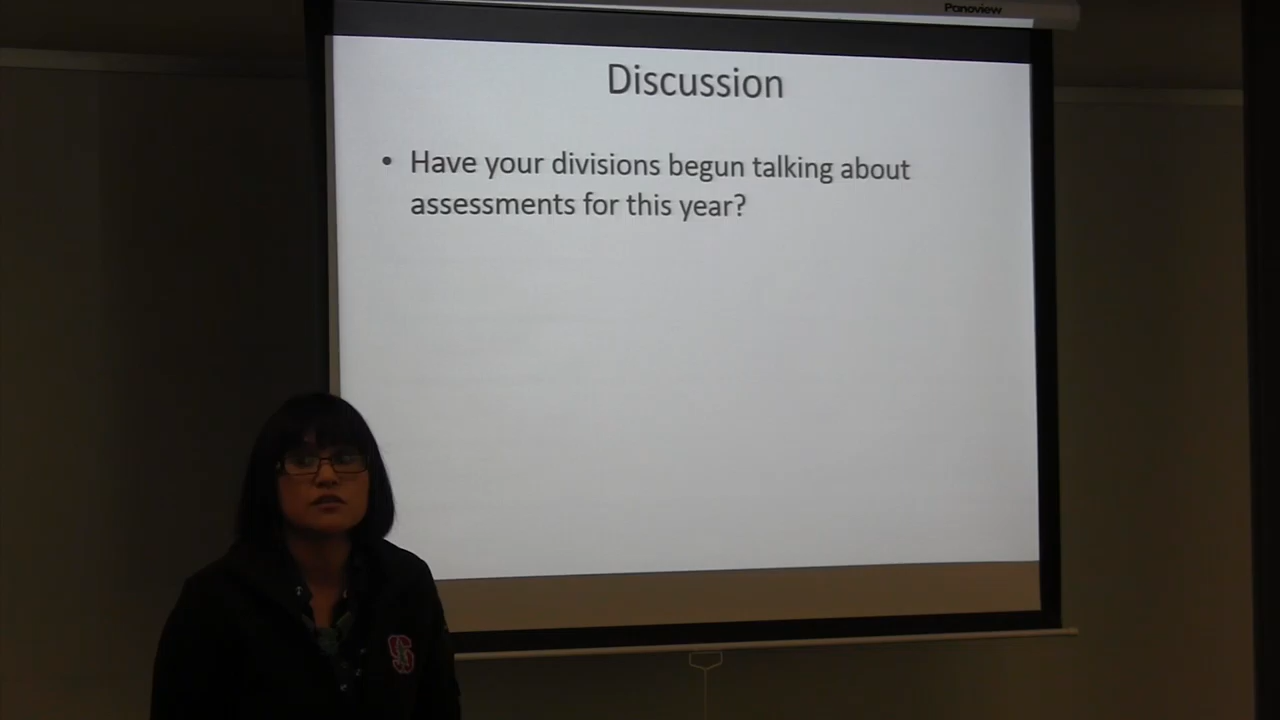 Panoview
Discussion
• Have your divisions begun talking about
assessments for this year?
S